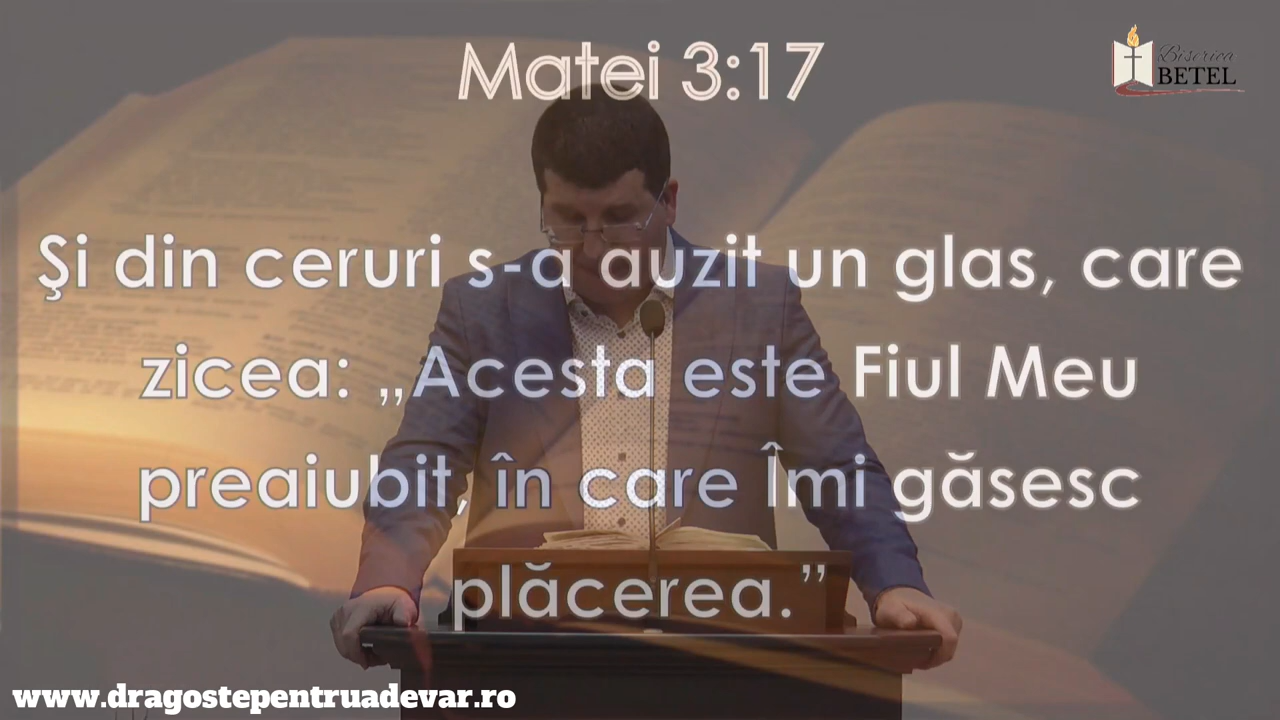 Matei 3:17
Biserica
BETEL
Şi din ceruri s-a auzit un glas, care
zicea: „Acesta este Fiul Meu
preaiubit, în care Îmi găsesc
plăcerea.”
www.dragostepentruadevar.ro